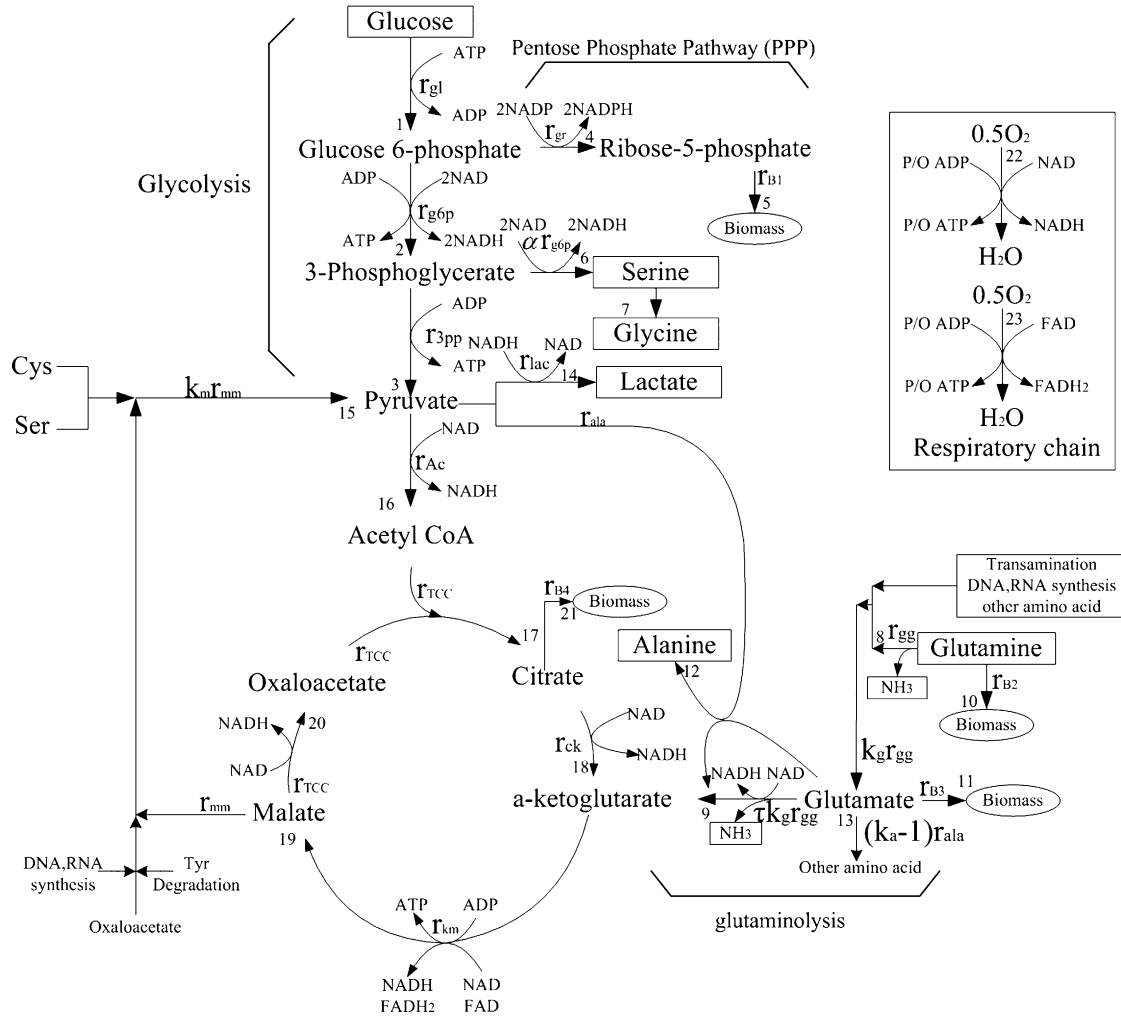 Glucose
ATP
rgl
ADP
1
Pentose Phosphate Pathway (PPP)
2NADP 2NADPH
rgr
4
Glucose 6-phosphate
Ribose-5-phosphate
rB1
5
Biomass
Glycolysis
ADP
2NAD
rg6p
ATP
2NADH
2
2NAD 2NADH
αrg6p
6
3-Phosphoglycerate
Serine
7
Glycine
ADP
r3pp
ATP
3
NADH NAD
rlac
14
Lactate
Cys
Ser
kmrmm
15
Pyruvate
rala
NAD
rAc
NADH
16
Acetyl CoA
0.5O2
22
P/O ADP
NAD
P/O ATP
NADH
H2O
0.5O2
23
P/O ADP
FAD
P/O ATP
FADH2
H2O
Respiratory chain
rTCC
rB4
21
Biomass
17
rTCC
Oxaloacetate
Citrate
Alanine
12
Transamination
DNA,RNA synthesis
other amino acid
8
rgg
Glutamine
NH3
rB2
10
Biomass
NADH
20
NAD
rTCC
rck
NAD
NADH
18
kgrgg
rmm
Malate
19
a-ketoglutarate
NADH NAD
9
τkgrgg
NH3
Glutamate
13
rB3
11
Biomass
(ka-1)rala
Other amino acid
DNA,RNA
synthesis
Tyr
Degradation
Oxaloacetate
glutaminolysis
ATP
rkm
ADP
NADH
FADH2
NAD
FAD